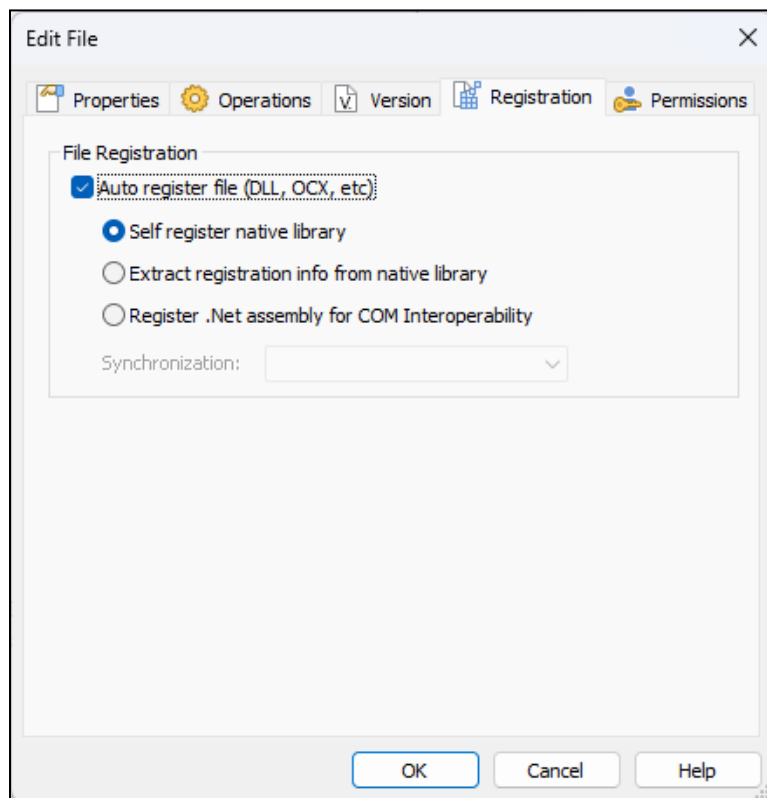 Edit File
Properties Operations Version Registration Permissions
File Registration
Auto register file (DLL, OCX, etc)
Self register native library
Extract registration info from native library
Register .Net assembly for COM Interoperability
Synchronization:
OK Cancel Help